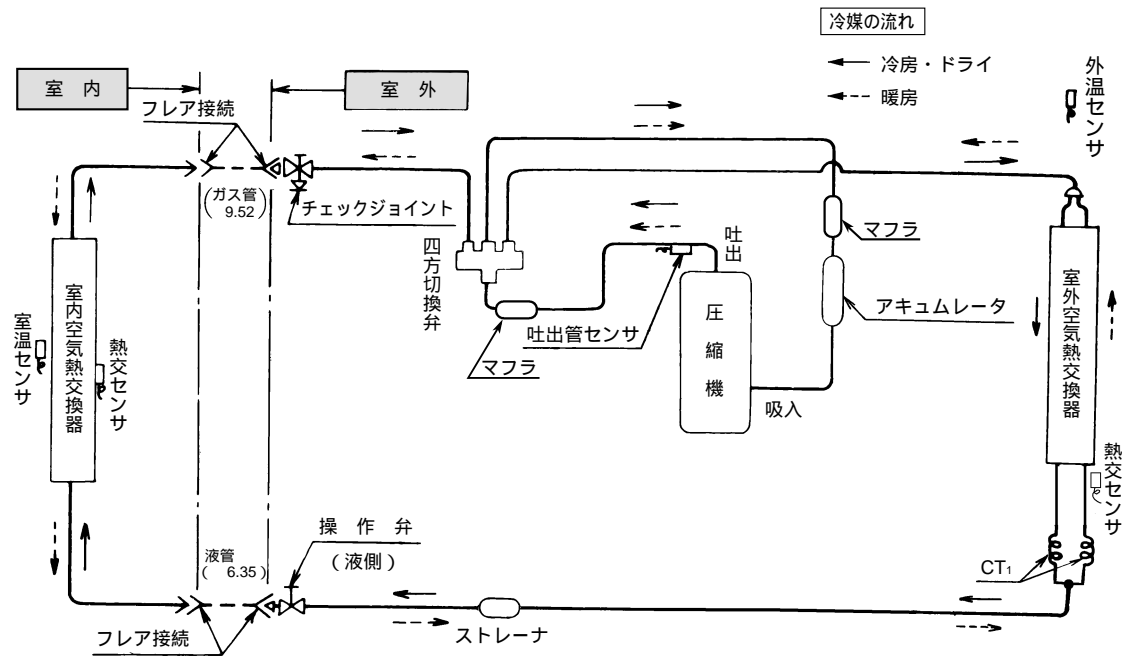 冷媒の流れ
冷房・ドライ
暖房
室 内
室 外
フレア接続
外温センサ
(ガス管
9.52)
チェックジョイント
四方切換弁
吐出
マフラ
アキュムレータ
吐出管センサ
マフラ
圧縮機
吸入
室温センサ
室内空気熱交換器
熱交センサ
室外空気熱交換器
熱交センサ
液管
( 6.35)
操 作 弁
(液側)
CT1
ストレーナ
フレア接続